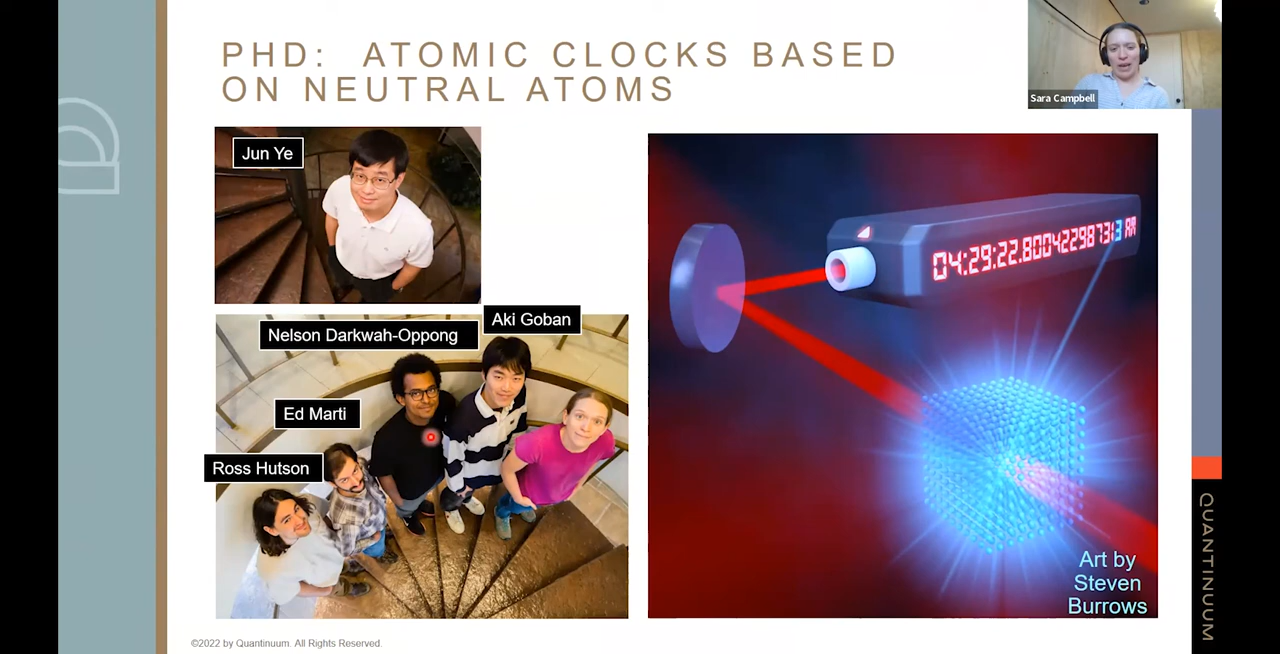 PHD: ATOMIC CLOCKS BASED
ON NEUTRAL ATOMS
Sara Campbell
Jun Ye
Aki Goban
Nelson Darkwah-Oppong
Ed Marti
Ross Hutson
04:29:22.800422987313
Art by
Steven
Burrows
QUANTINUUM
©2022 by Quantinuum. All Rights Reserved.